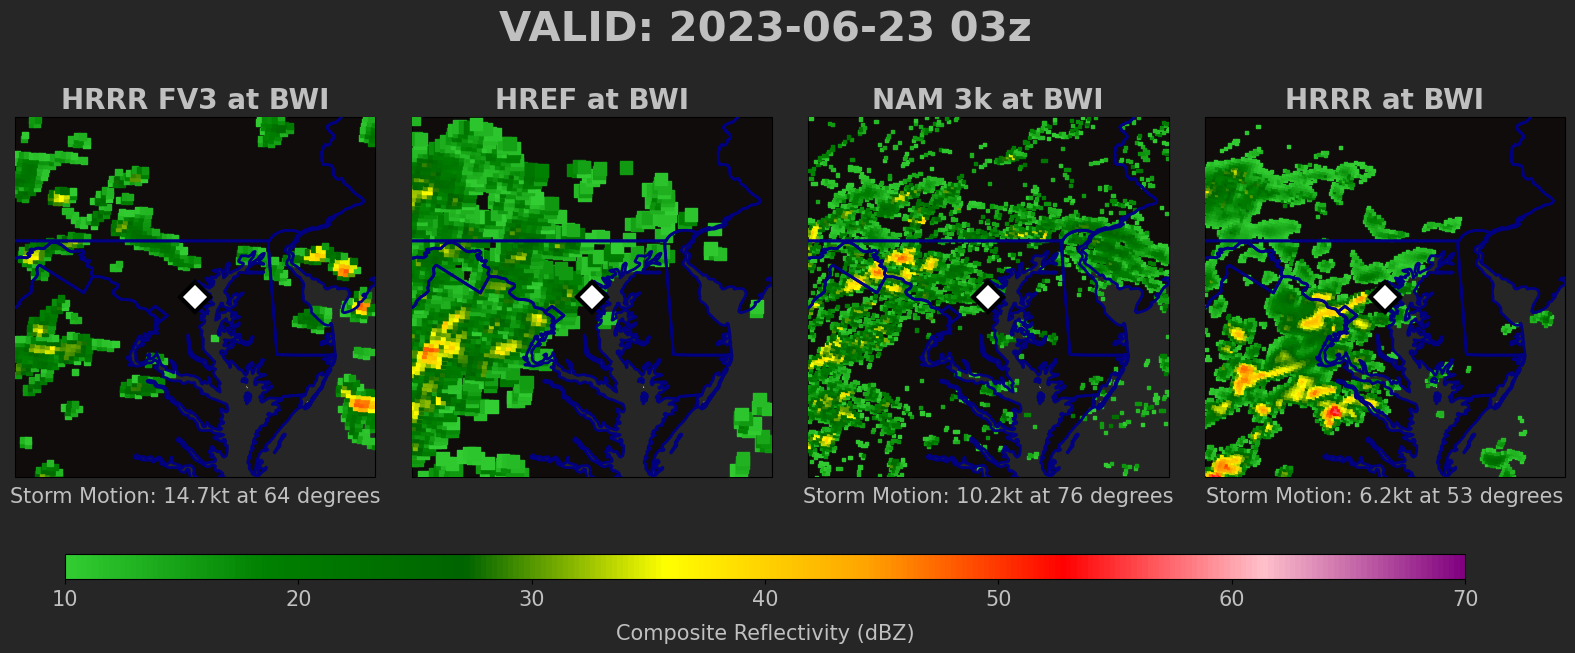 VALID: 2023-06-23 03z
HRRR FV3 at BWI
HREF at BWI
NAM 3k at BWI
HRRR at BWI
Storm Motion: 14.7kt at 64 degrees
Storm Motion: 10.2kt at 76 degrees
Storm Motion: 6.2kt at 53 degrees
10 20 30 40 50 60 70
Composite Reflectivity (dBZ)